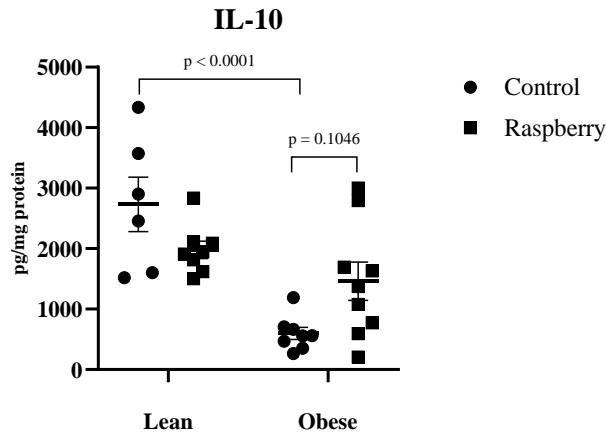 IL-10
pg/mg protein
5000
4000
3000
2000
1000
0
p < 0.0001
p = 0.1046
Control
Raspberry
Lean
Obese